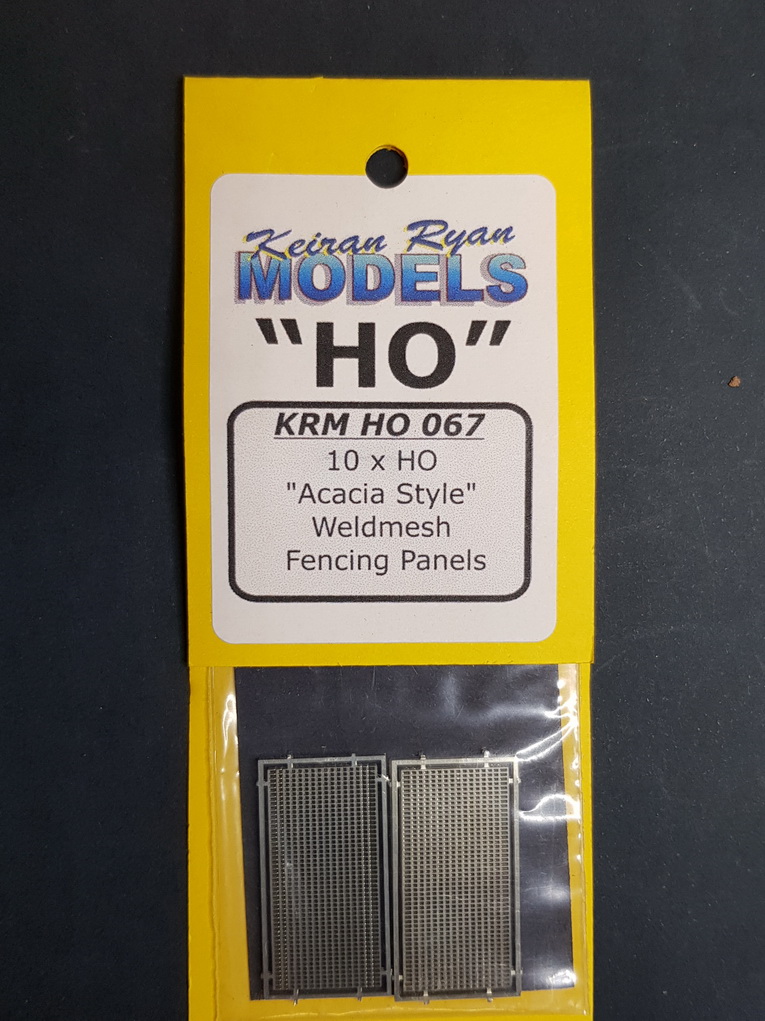 Keiran Ryan
MODELS
"HO"
KRM HO 067
10 x HO
"Acacia Style"
Weldmesh
Fencing Panels